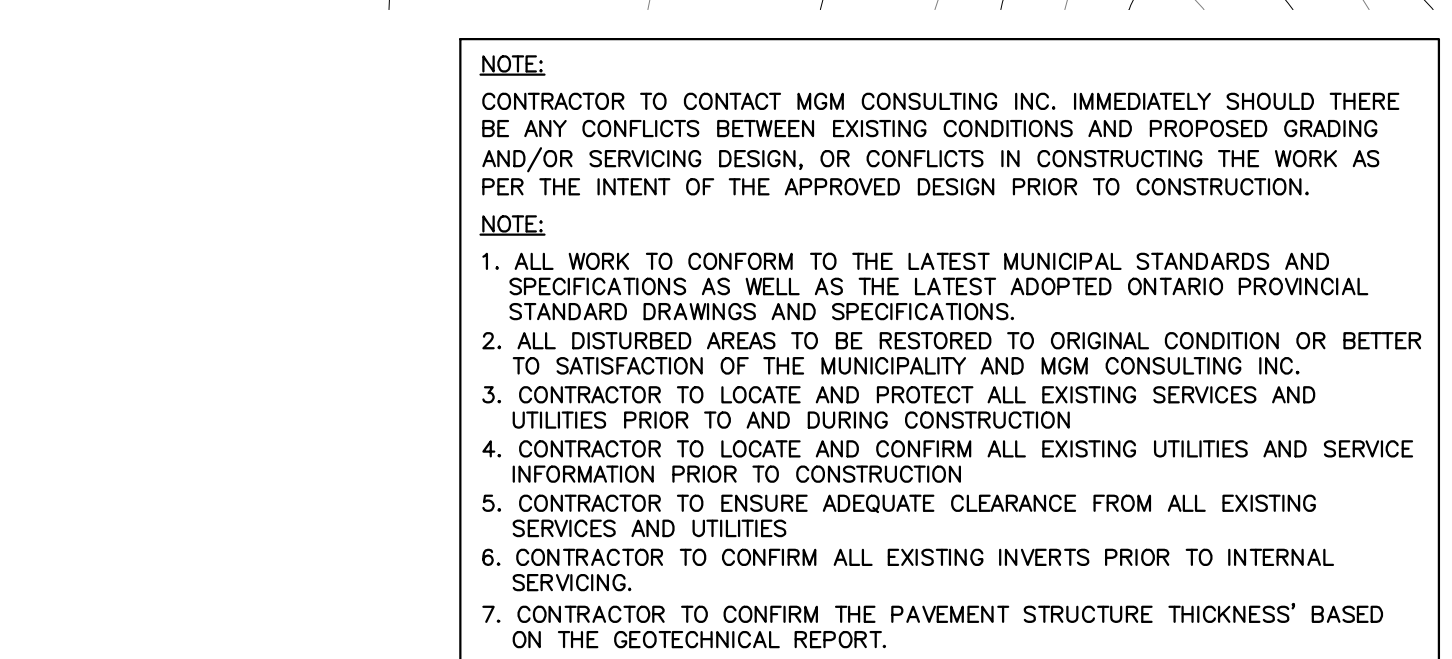 NOTE:
CONTRACTOR TO CONTACT MGM CONSULTING INC. IMMEDIATELY SHOULD THERE
BE ANY CONFLICTS BETWEEN EXISTING CONDITIONS AND PROPOSED GRADING
AND/OR SERVICING DESIGN, OR CONFLICTS IN CONSTRUCTING THE WORK AS
PER THE INTENT OF THE APPROVED DESIGN PRIOR TO CONSTRUCTION.
NOTE:
1. ALL WORK TO CONFORM TO THE LATEST MUNICIPAL STANDARDS AND
SPECIFICATIONS AS WELL AS THE LATEST ADOPTED ONTARIO PROVINCIAL
STANDARD DRAWINGS AND SPECIFICATIONS.
2. ALL DISTURBED AREAS TO BE RESTORED TO ORIGINAL CONDITION OR BETTER
TO SATISFACTION OF THE MUNICIPALITY AND MGM CONSULTING INC.
3. CONTRACTOR TO LOCATE AND PROTECT ALL EXISTING SERVICES AND
UTILITIES PRIOR TO AND DURING CONSTRUCTION
4. CONTRACTOR TO LOCATE AND CONFIRM ALL EXISTING UTILITIES AND SERVICE
INFORMATION PRIOR TO CONSTRUCTION
5. CONTRACTOR TO ENSURE ADEQUATE CLEARANCE FROM ALL EXISTING
SERVICES AND UTILITIES
6. CONTRACTOR TO CONFIRM ALL EXISTING INVERTS PRIOR TO INTERNAL
SERVICING.
7. CONTRACTOR TO CONFIRM THE PAVEMENT STRUCTURE THICKNESS' BASED
ON THE GEOTECHNICAL REPORT.